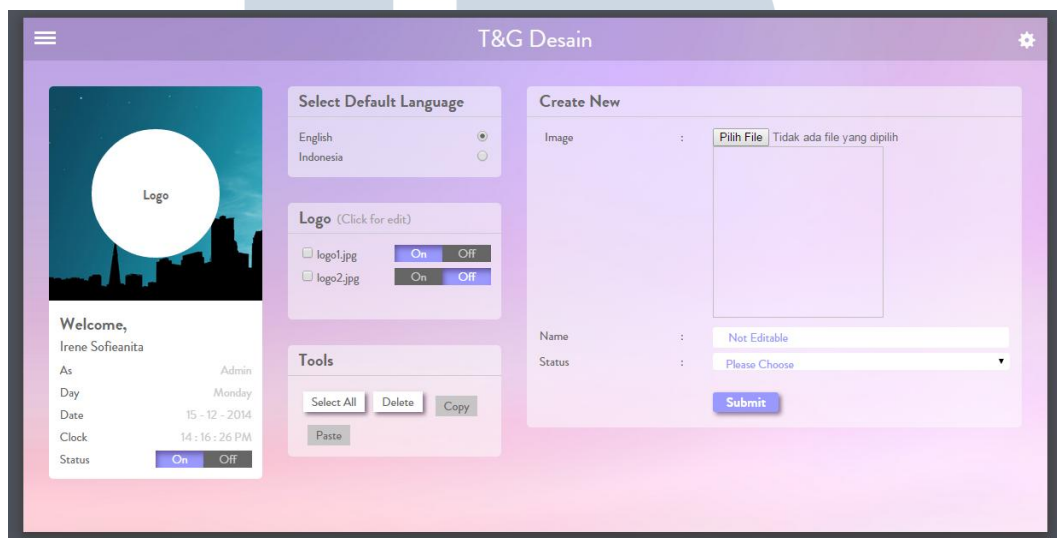 T&G Desain
Logo
Welcome,
Irene Sofieanita
As Admin
Day Monday
Date 15 - 12 - 2014
Clock 14 : 16 : 26 PM
Status On Off
Select Default Language
English
Indonesia
Logo (Click for edit)
logo1.jpg On Off
logo2.jpg On Off
Tools
Select All Delete Copy
Paste
Create New
Image : Pilih File Tidak ada file yang dipilih
Name : Not Editable
Status : Please Choose
Submit